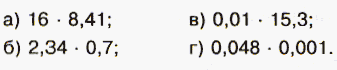 а) 16 · 8,41; в) 0,01 · 15,3;
б) 2,34 · 0,7; г) 0,048 · 0,001.